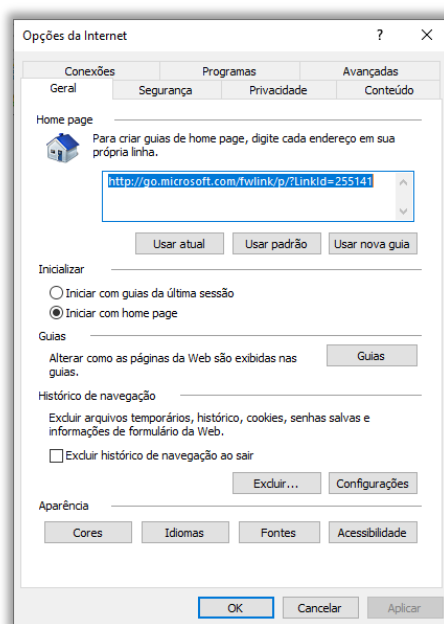 Opções da Internet
? X
Conexões Programas Avançadas
Geral Segurança Privacidade Conteúdo
Home page
Para criar guias de home page, digite cada endereço em sua
própria linha.
http://go.microsoft.com/fwlink/p/?LinkId=255141
Usar atual Usar padrão Usar nova guia
Inicializar
Iniciar com guias da última sessão
Iniciar com home page
Guias
Alterar como as páginas da Web são exibidas nas
guias.
Guias
Histórico de navegação
Excluir arquivos temporários, histórico, cookies, senhas salvas e
informações de formulário da Web.
Excluir histórico de navegação ao sair
Excluir... Configurações
Aparência
Cores Idiomas Fontes Acessibilidade
OK Cancelar Aplicar